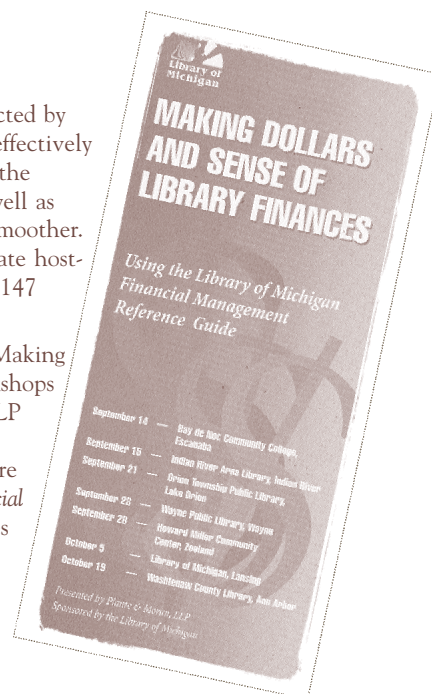 cted by
effectively
the
well as
smoother.
ate host-
147
Making
shops
LP
re
cial
s
Library of
Michigan
MAKING DOLLARS
AND SENSE OF
LIBRARY FINANCES
Using the Library of Michigan
Financial Management
Reference Guide
September 14 — Bay de Noc Community College,
Escanaba
September 16 — Indian River Area Library, Indian River
September 21 — Orion Township Public Library,
Lake Orion
September 23 — Wayne Public Library, Wayne
September 28 — Howard Miller Community
Center, Zeeland
October 5 — Library of Michigan, Lansing
October 19 — Washtenaw County Library, Ann Arbor
Presented by Plante & Moran, LLP
Sponsored by the Library of Michigan